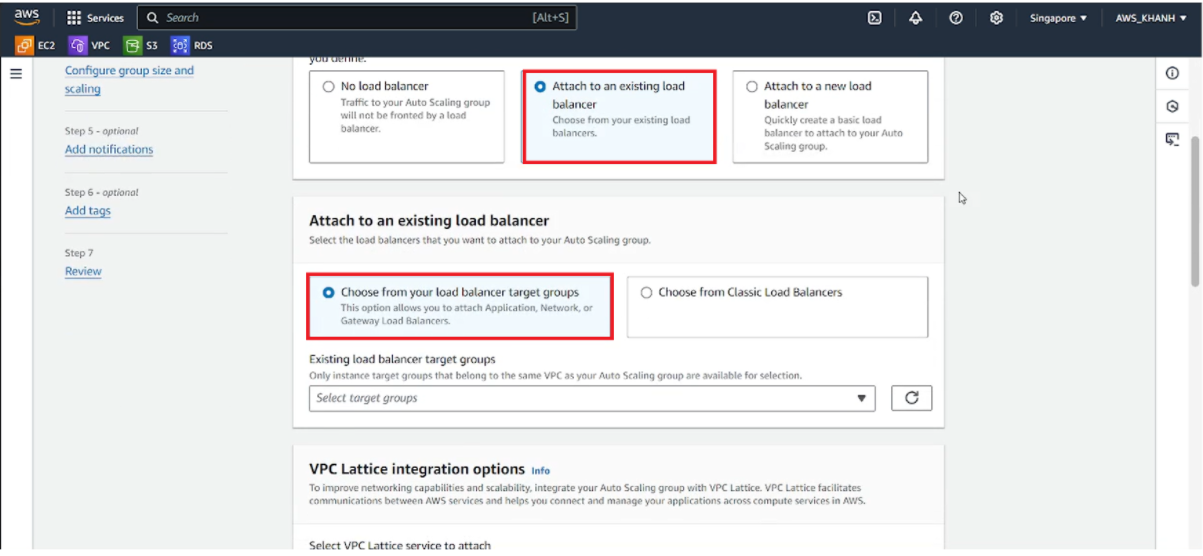 aws
Services
Search
[Alt+S]
Singapore
AWS_KHANH
EC2
VPC
S3
RDS
Configure group size and
scaling
Step 5 - optional
Add notifications
Step 6 - optional
Add tags
Step 7
Review
you define.
No load balancer
Traffic to your Auto Scaling group
will not be fronted by a load
balancer.
Attach to an existing load
balancer
Choose from your existing load
balancers.
Attach to a new load
balancer
Quickly create a basic load
balancer to attach to your Auto
Scaling group.
Attach to an existing load balancer
Select the load balancers that you want to attach to your Auto Scaling group.
Choose from your load balancer target groups
This option allows you to attach Application, Network, or
Gateway Load Balancers.
Choose from Classic Load Balancers
Existing load balancer target groups
Only instance target groups that belong to the same VPC as your Auto Scaling group are available for selection.
Select target groups
VPC Lattice integration options Info
To improve networking capabilities and scalability, integrate your Auto Scaling group with VPC Lattice. VPC Lattice facilitates
communications between AWS services and helps you connect and manage your applications across compute services in AWS.
Select VPC Lattice service to attach